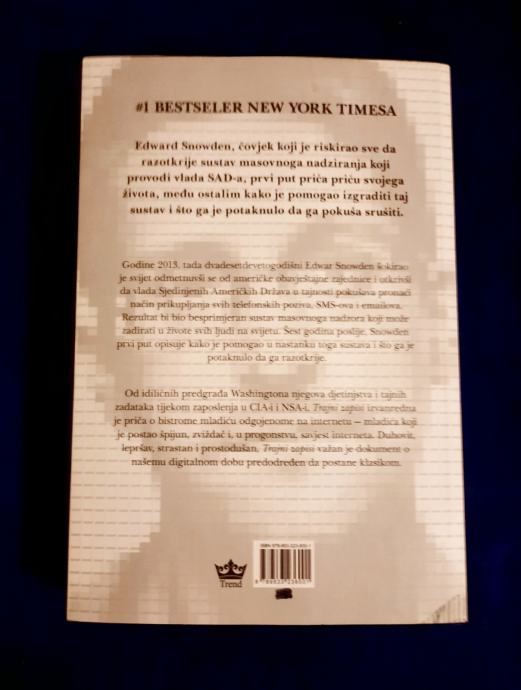 #1 BESTSELER NEW YORK TIMESA
Edward Snowden, čovjek koji je riskirao sve da
razotkrije sustav masovnoga nadziranja koji
provodi vlada SAD-a, prvi put priča priču svojega
života, među ostalim kako je pomogao izgraditi taj
sustav i što ga je potaknulo da ga pokuša srušiti.
Godine 2013. tada dvadesetdevetogodišni Edwar Snowden šokirao
je svijet odmetnuvši se od američke obavještajne zajednice i otkrivši
da vlada Sjedinjenih Američkih Država u tajnosti pokušava pronaći
način prikupljanja svih telefonskih poziva, SMS-ova i emailova.
Rezultat bi bio besprimjeran sustav masovnoga nadzora koji može
zadirati u živote svih ljudi na svijetu. Šest godina poslije, Snowden
prvi put opisuje kako je pomogao u nastanku toga sustava i što ga je
potaknulo da ga razotkrije.
Od idiličnih predgrađa Washingtona njegova djetinjstva i tajnih
zadataka tijekom zaposlenja u CIA-i i NSA-i, Trajni zapisi izvanredna
je priča o bistrome mladiću odgojenome na internetu – mladića koji
je postao špijun, zviždač i, u progonstvu, savjest interneta. Duhovit,
lepršav, strastan i prostodušan, Trajni zapisi važan je dokument o
našemu digitalnom dobu predodređen da postane klasikom.
Trend